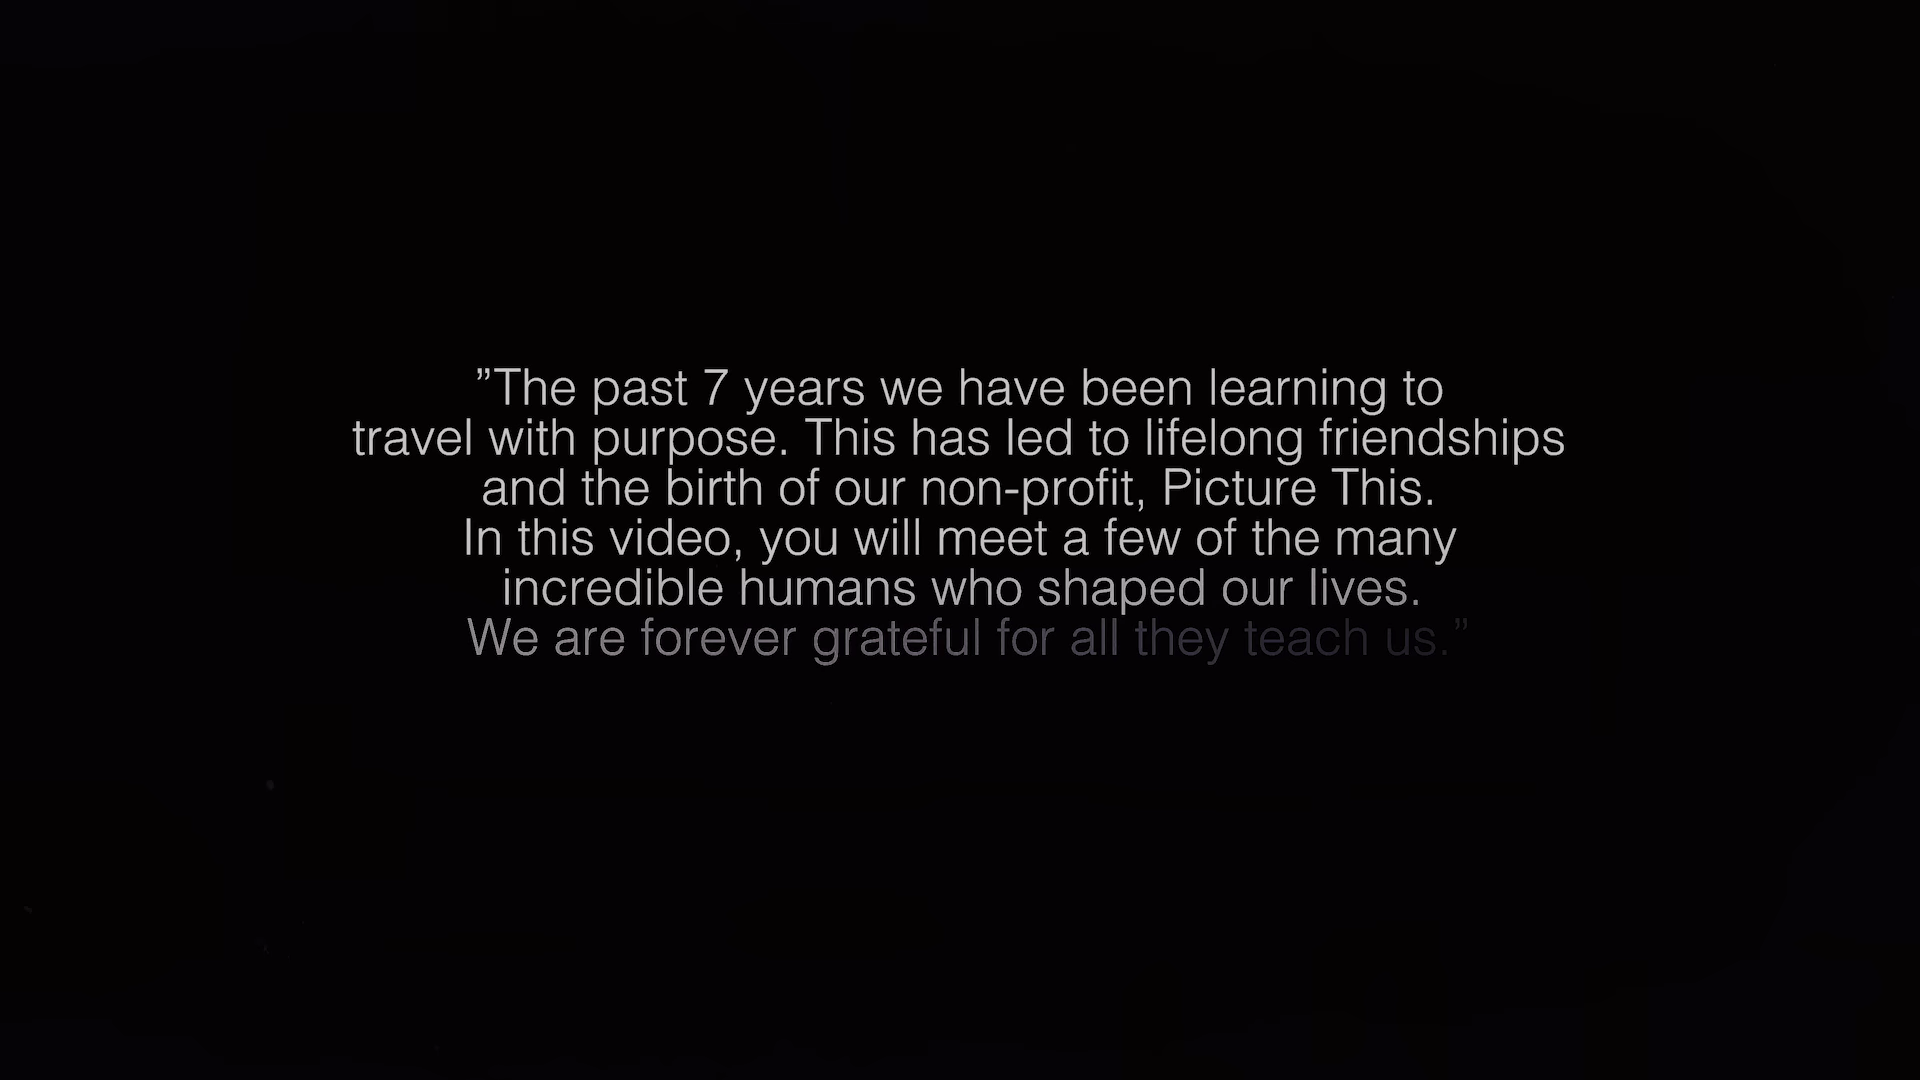 ”The past 7 years we have been learning to
travel with purpose. This has led to lifelong friendships
and the birth of our non-profit, Picture This.
In this video, you will meet a few of the many
incredible humans who shaped our lives.
We are forever grateful for all they teach us.”